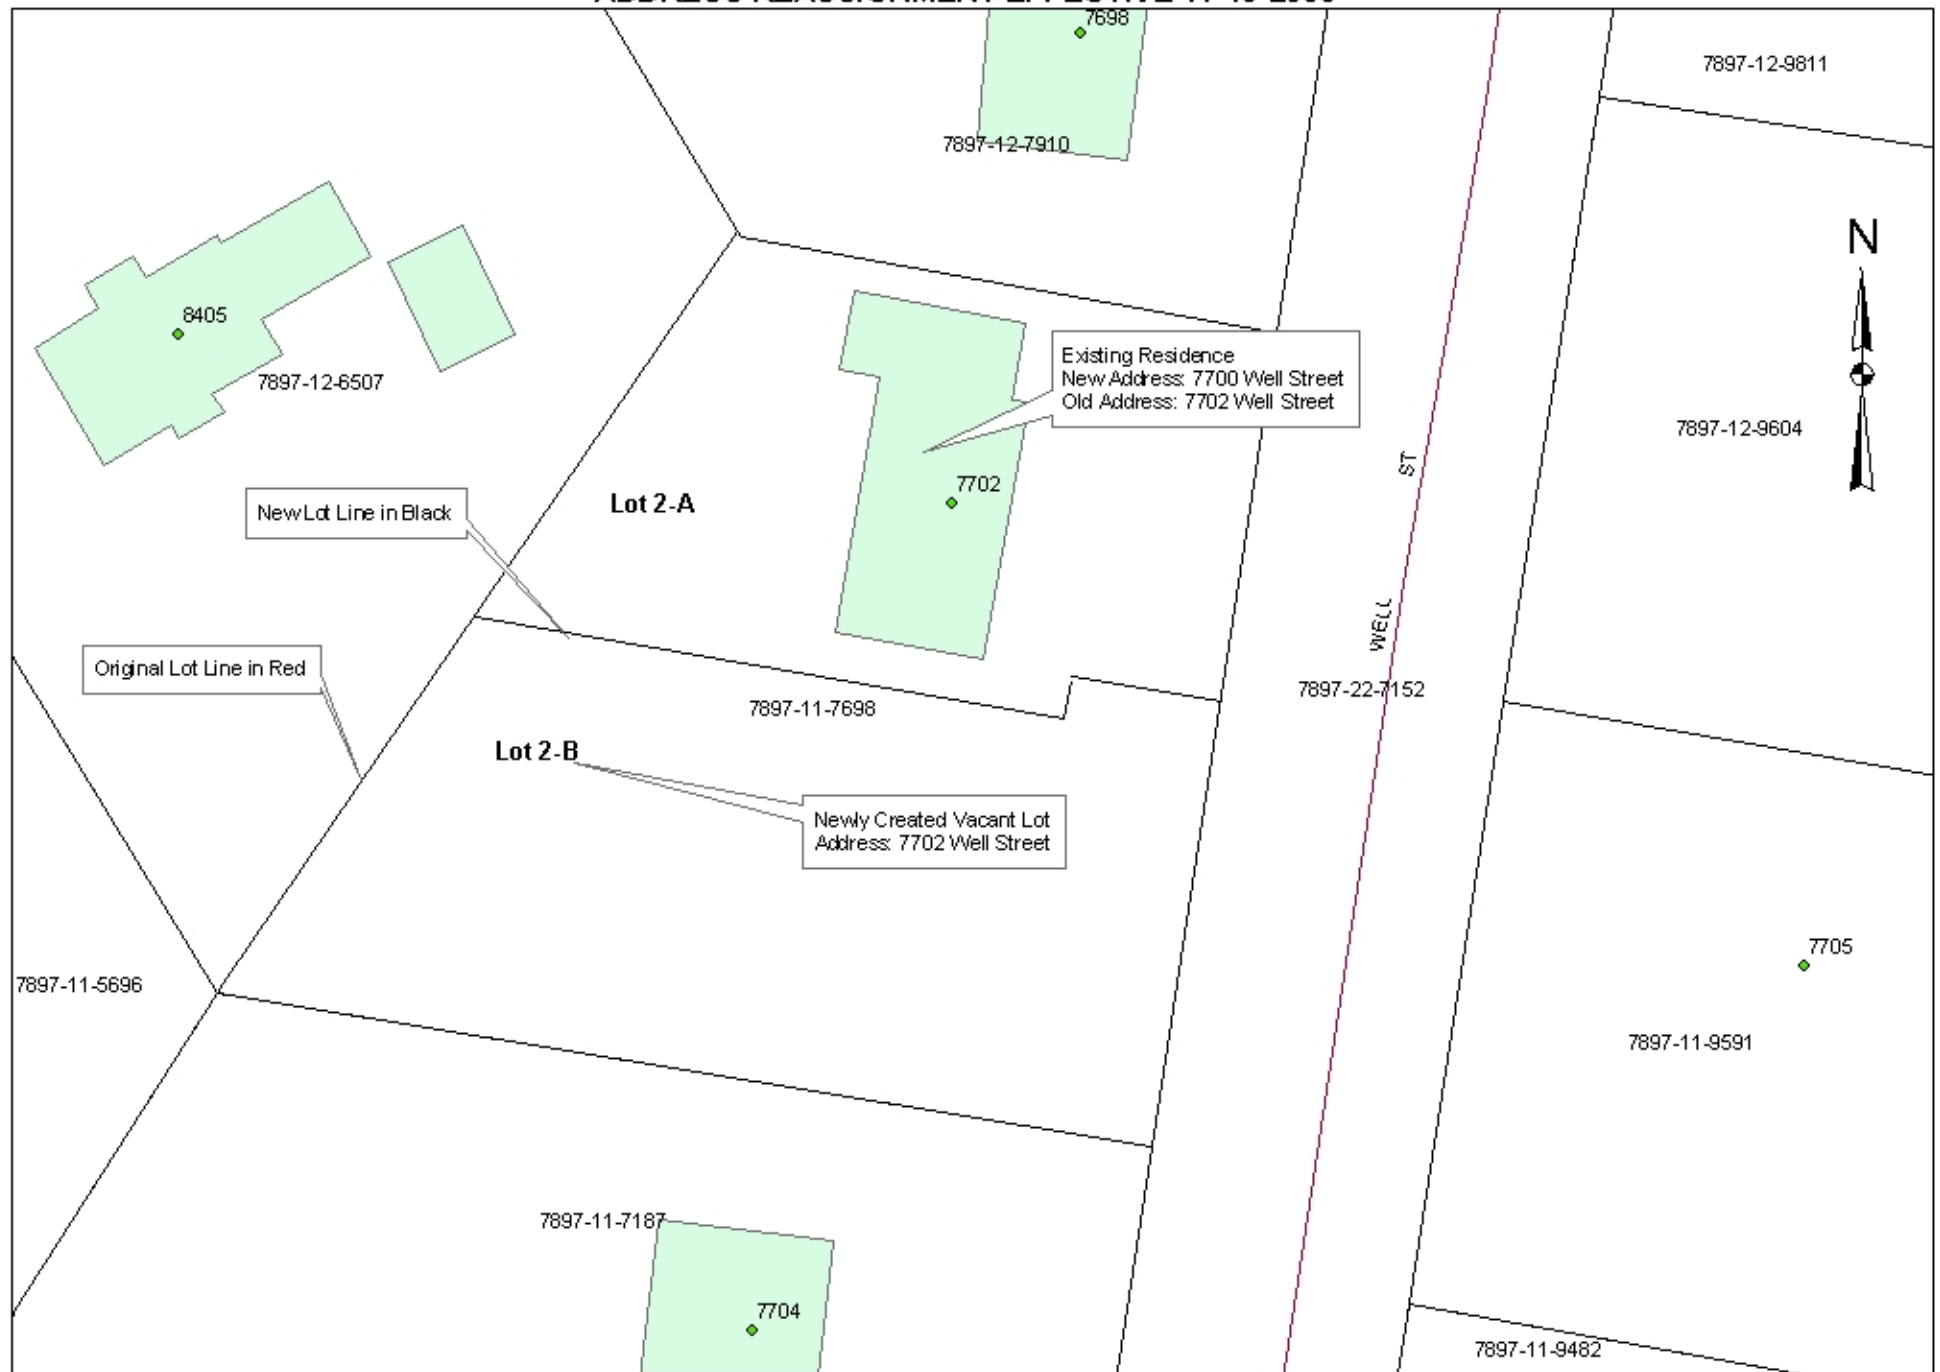 7698
7897-12-9811
7897-12-7910
N
8405
7897-12-6507
Existing Residence
New Address: 7700 Well Street
Old Address: 7702 Well Street
7897-12-9604
ST
7702
Lot 2-A
New Lot Line in Black
WELL
Original Lot Line in Red
7897-22-7152
7897-11-7698
Lot 2-B
Newly Created Vacant Lot
Address: 7702 Well Street
7705
7897-11-5696
7897-11-9591
7897-11-7187
7704
7897-11-9482